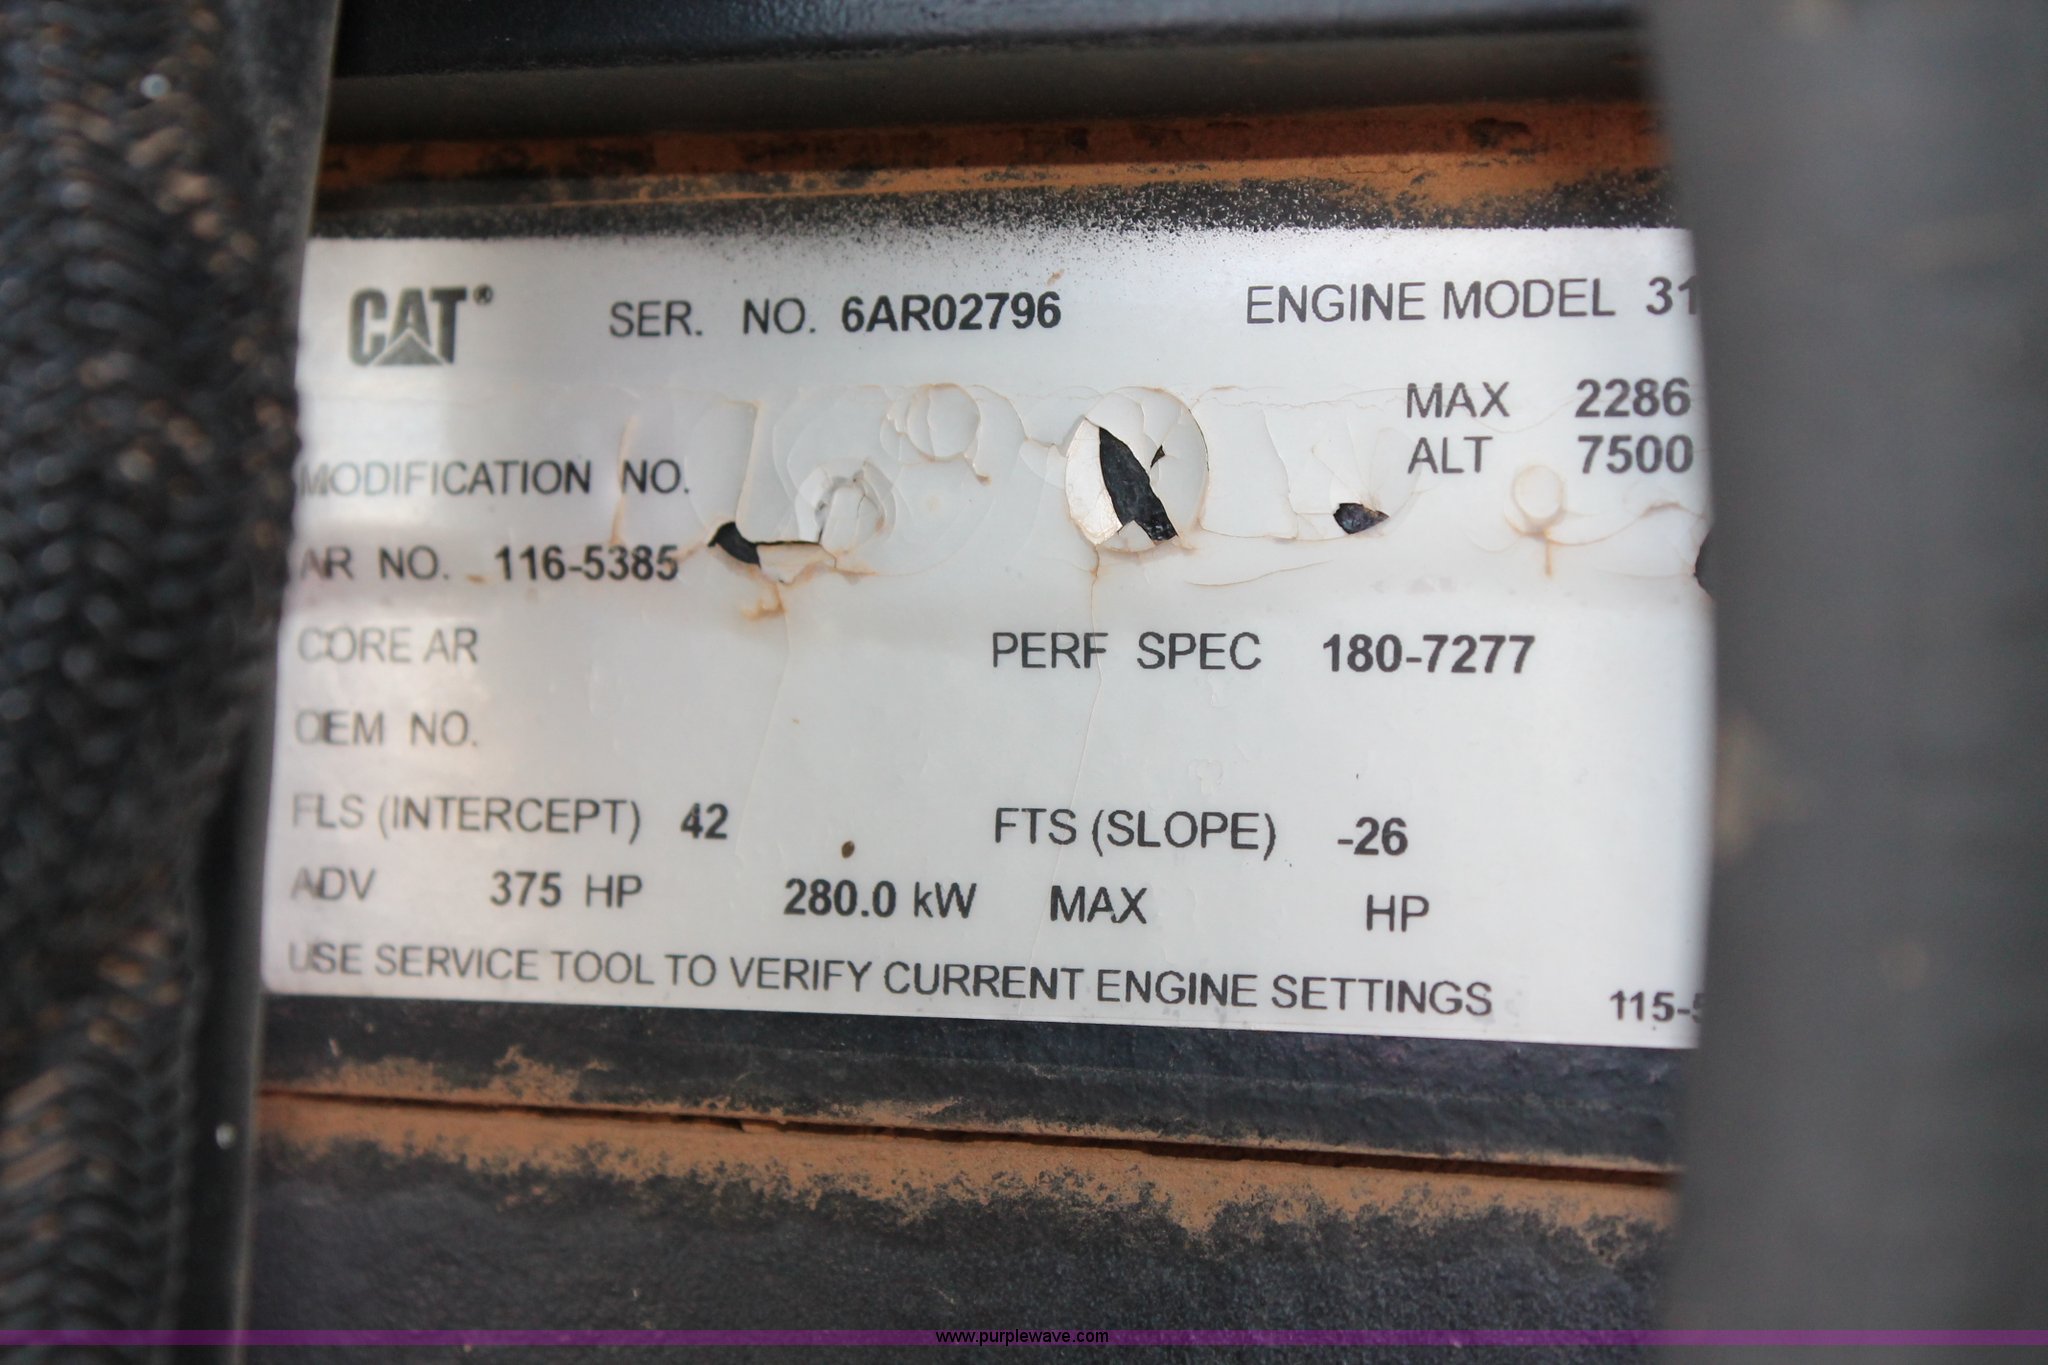 CAT® SER. NO. 6AR02796 ENGINE MODEL 31
MAX 2286
ALT 7500
MODIFICATION NO.
AR NO. 116-5385
CORE AR PERF SPEC 180-7277
OEM NO.
FLS (INTERCEPT) 42 FTS (SLOPE) -26
ADV 375 HP 280.0 kW MAX HP
USE SERVICE TOOL TO VERIFY CURRENT ENGINE SETTINGS 115-5
www.purplewave.com